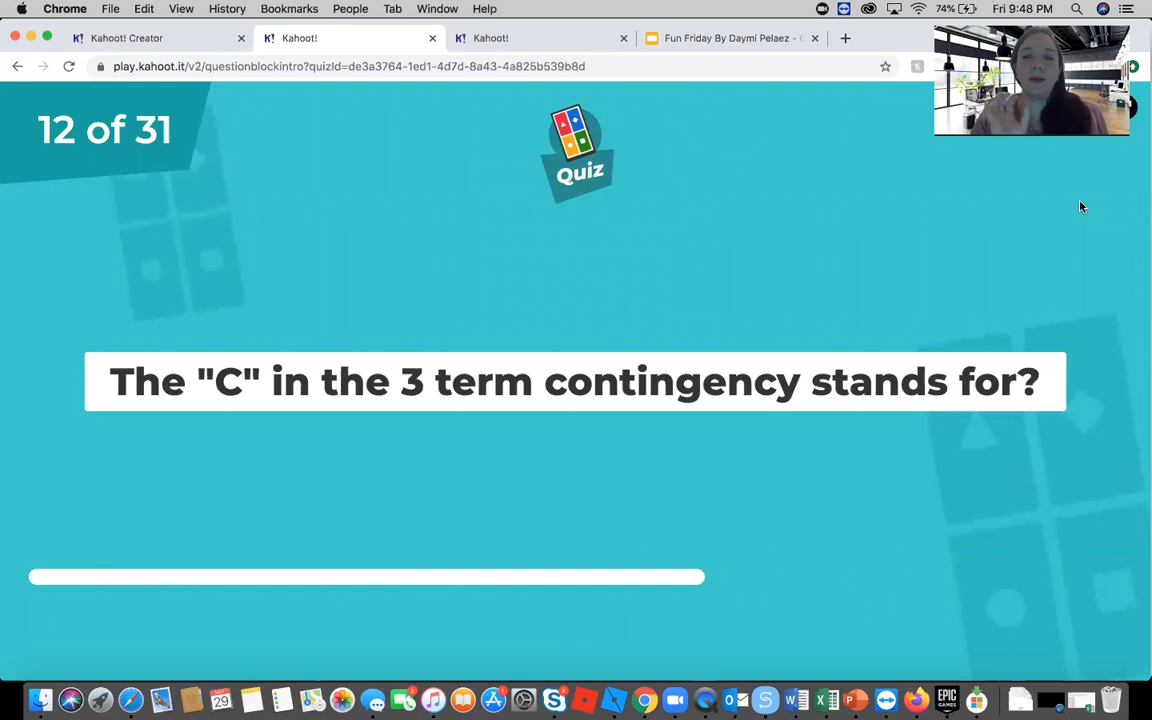 Chrome File Edit View History Bookmarks People Tab Window Help 74% Fri 9:48 PM
K! Kahoot! Creator K! Kahoot! K! Kahoot! Fun Friday By Daymi Pelaez -
play.kahoot.it/v2/questionblockintro?quizId=de3a3764-1ed1-4d7d-8a43-4a825b539b8d
12 of 31
Quiz
The "C" in the 3 term contingency stands for?
29
EPIC
GAMES